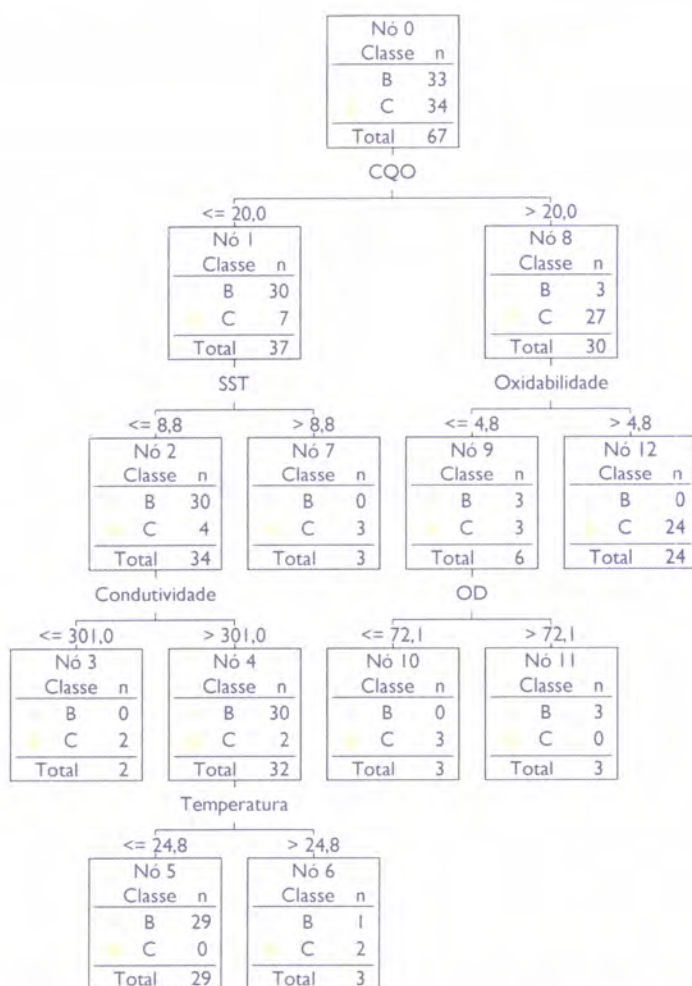 Nó 0
Classe n
B 33
C 34
Total 67
CQO
<= 20,0 > 20,0
Nó 1
Classe n
B 30
C 7
Total 37
Nó 8
Classe n
B 3
C 27
Total 30
SST
Oxidabilidade
<= 8,8 > 8,8 <= 4,8 > 4,8
Nó 2
Classe n
B 30
C 4
Total 34
Nó 7
Classe n
B 0
C 3
Total 3
Nó 9
Classe n
B 3
C 3
Total 6
Nó 12
Classe n
B 0
C 24
Total 24
Condutividade
OD
<= 301,0 > 301,0 <= 72,1 > 72,1
Nó 3
Classe n
B 0
C 2
Total 2
Nó 4
Classe n
B 30
C 2
Total 32
Nó 10
Classe n
B 0
C 3
Total 3
Nó 11
Classe n
B 3
C 0
Total 3
Temperatura
<= 24,8 > 24,8
Nó 5
Classe n
B 29
C 0
Total 29
Nó 6
Classe n
B 1
C 2
Total 3